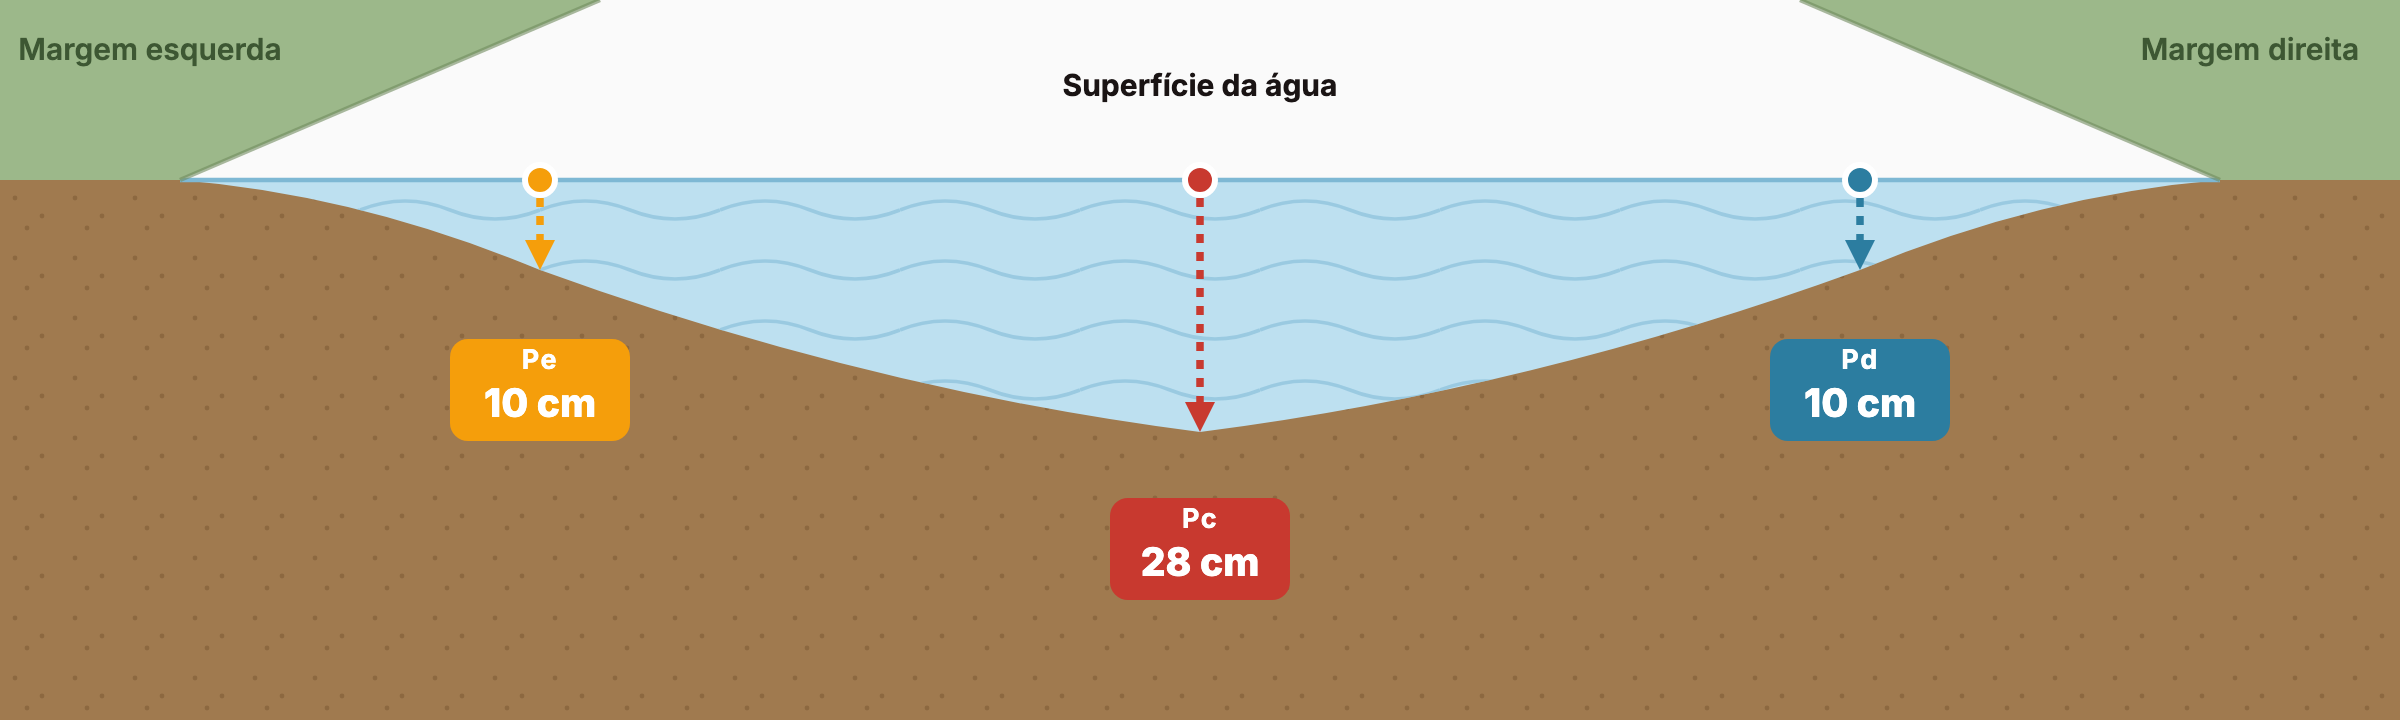 Margem esquerda
Margem direita
Superfície da água
Pe
10 cm
Pd
10 cm
Pc
28 cm